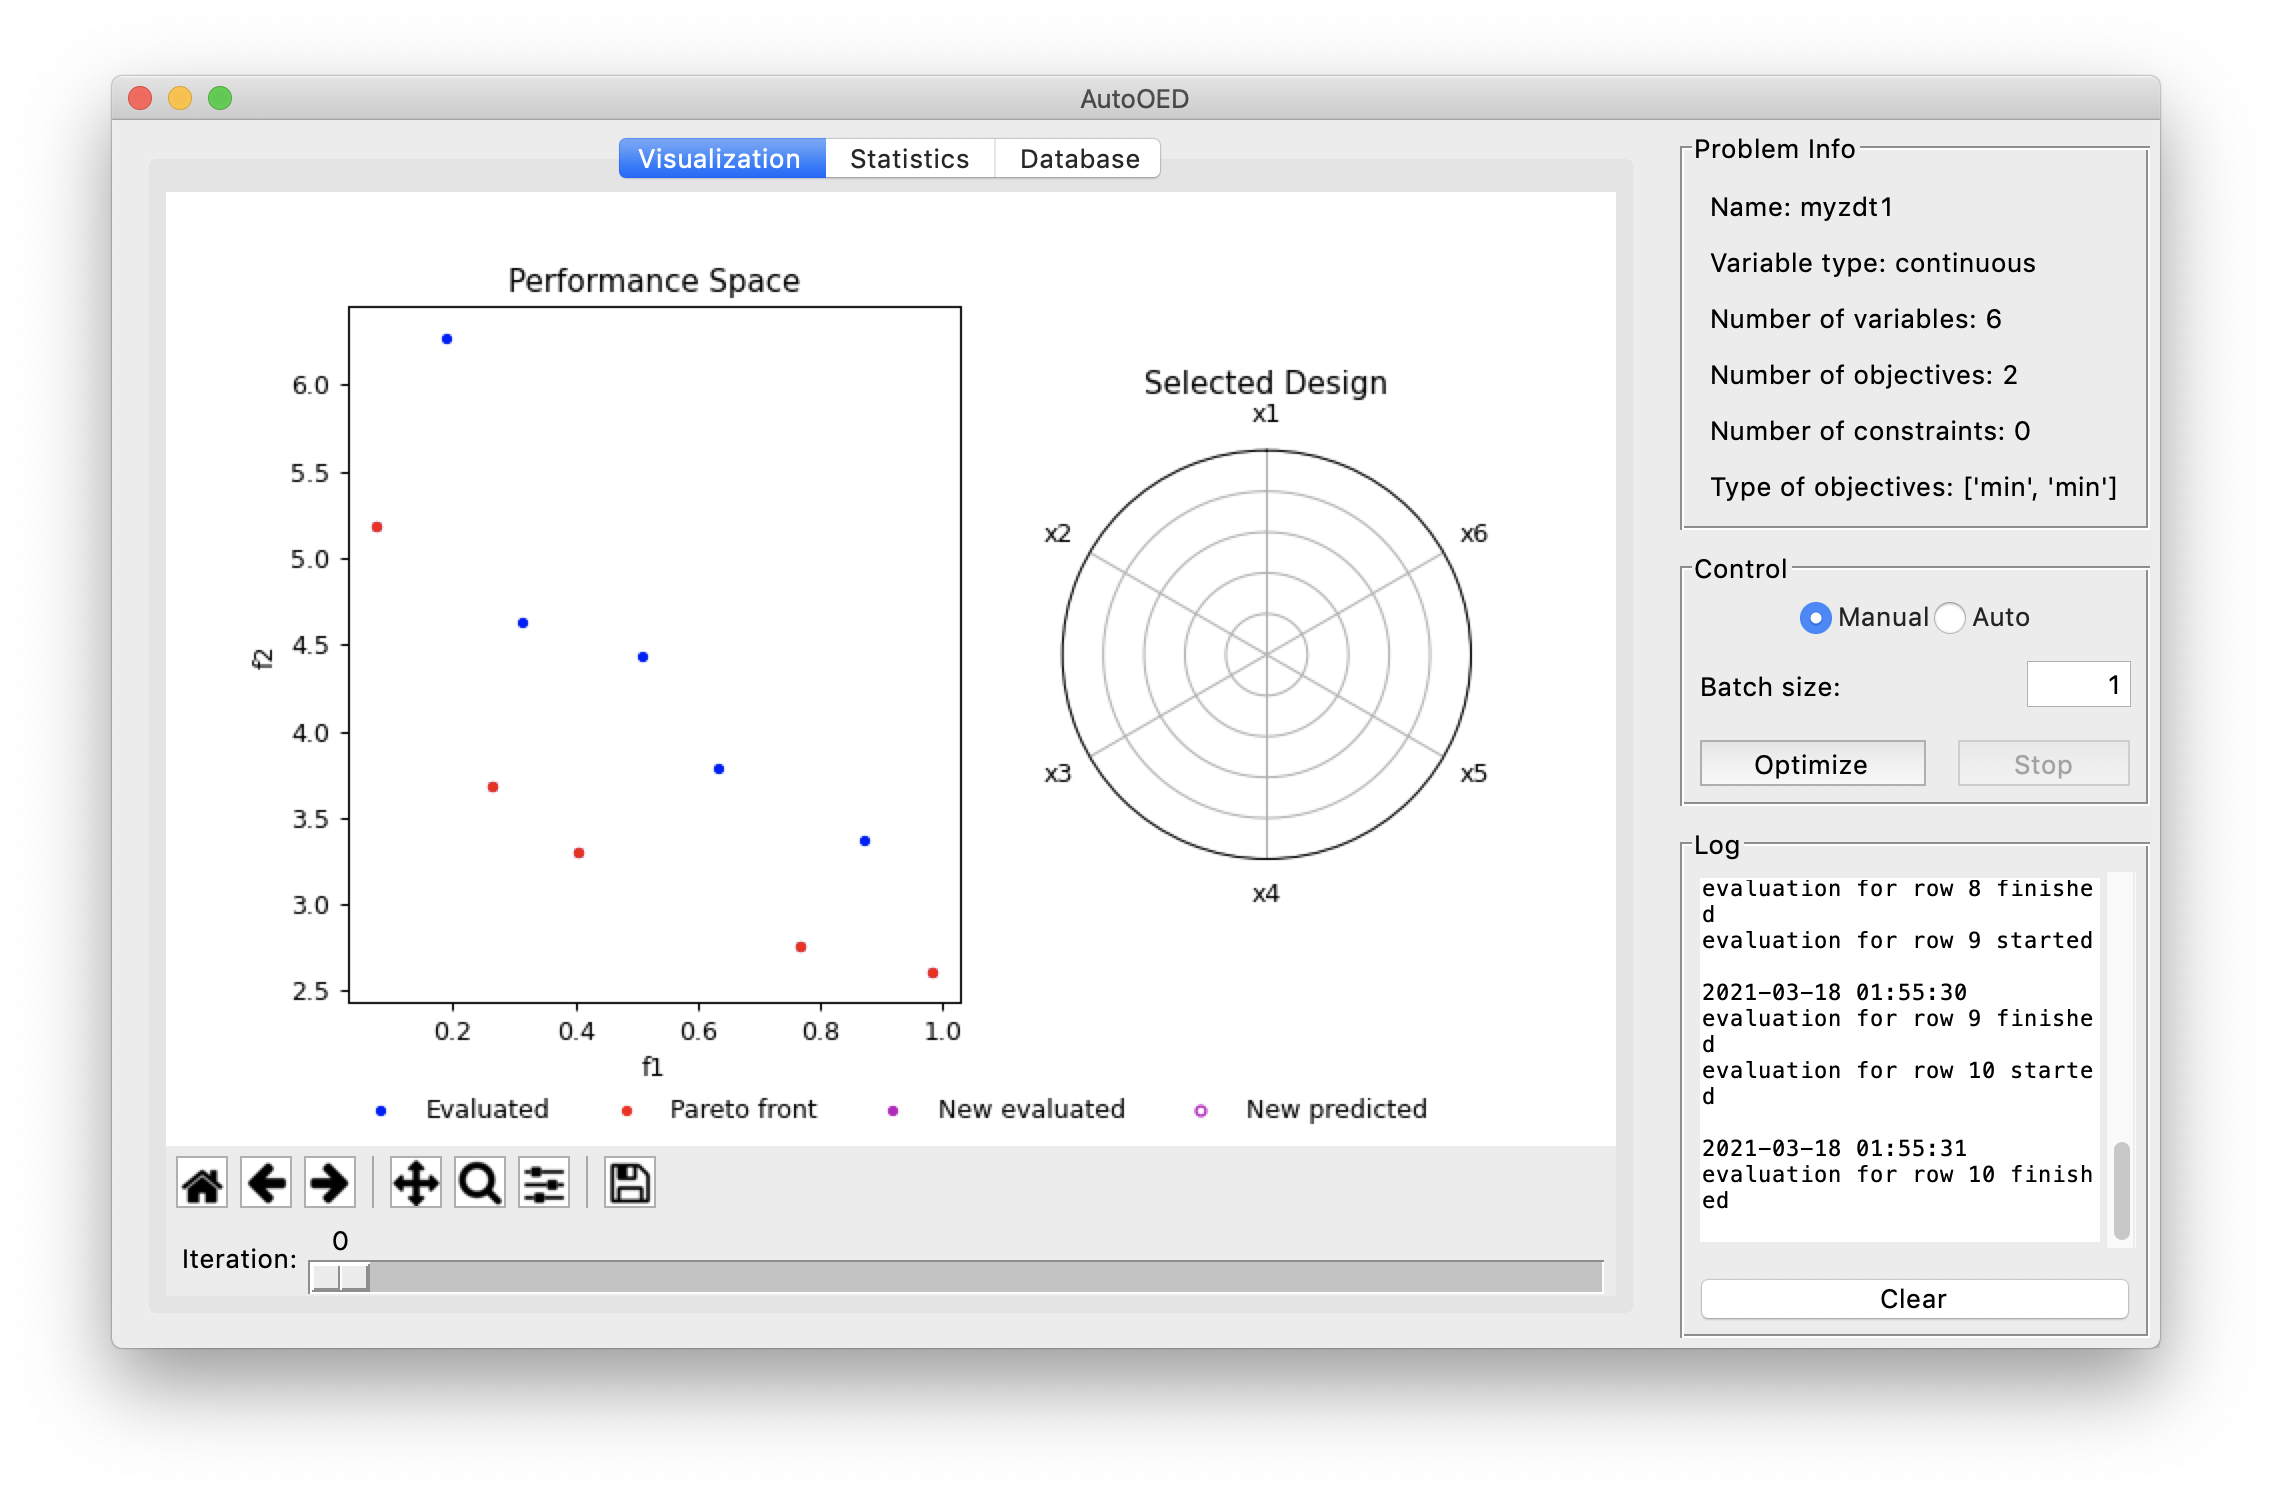 AutoOED
Visualization Statistics Database
Performance Space
6.0
5.5
5.0
4.5
4.0
3.5
3.0
2.5
f2
0.2 0.4 0.6 0.8 1.0
f1
Selected Design
x1
x2
x6
x3
x5
x4
Evaluated Pareto front New evaluated New predicted
Iteration:
0
Problem Info
Name: myzdt1
Variable type: continuous
Number of variables: 6
Number of objectives: 2
Number of constraints: 0
Type of objectives: ['min', 'min']
Control
Manual Auto
Batch size: 1
Optimize Stop
Log
evaluation for row 8 finishe
d
evaluation for row 9 started
2021-03-18 01:55:30
evaluation for row 9 finishe
d
evaluation for row 10 starte
d
2021-03-18 01:55:31
evaluation for row 10 finish
ed
Clear